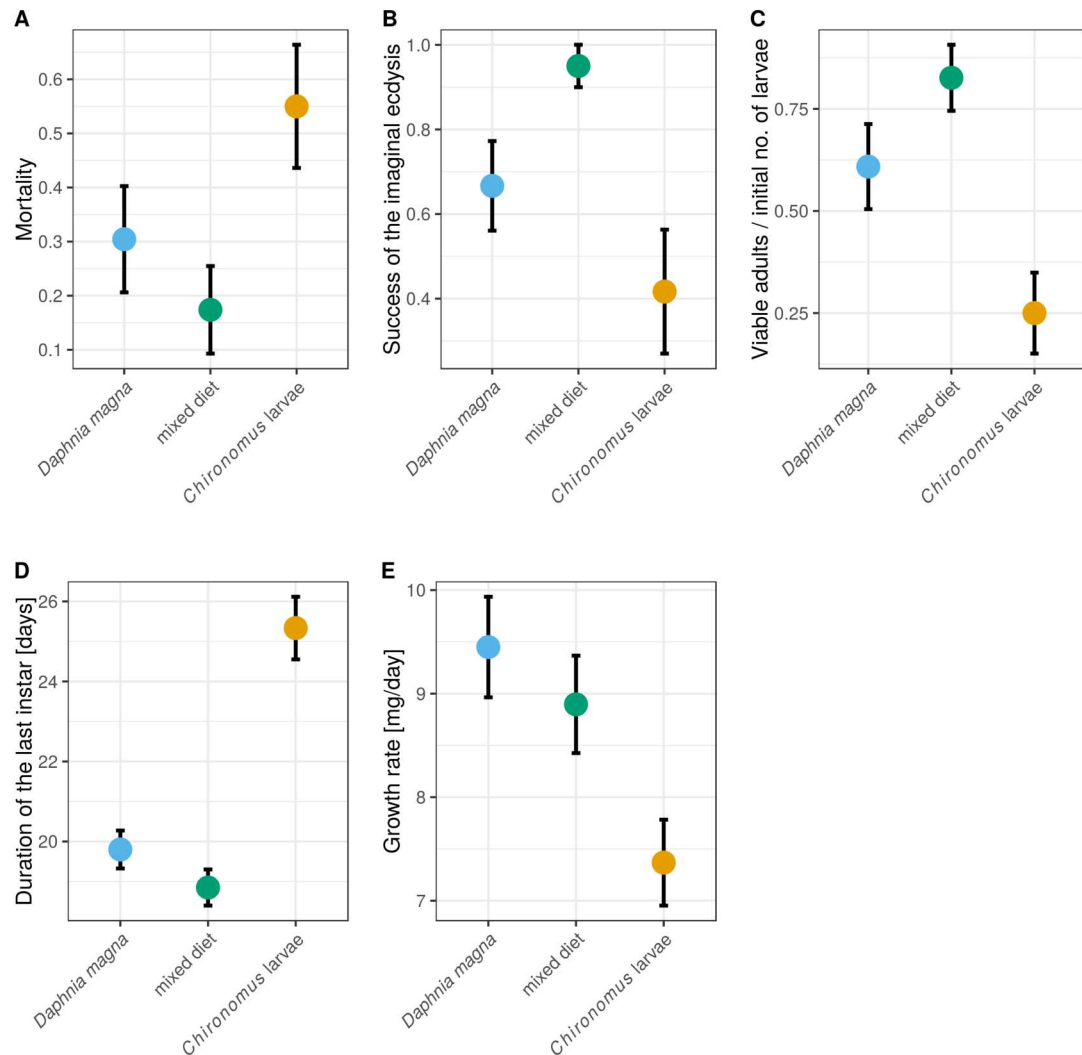 A
Mortality
0.6
0.5
0.4
0.3
0.2
0.1
Daphnia magna
mixed diet
Chironomus larvae
B
Success of the imaginal ecdysis
1.0
0.8
0.6
0.4
Daphnia magna
mixed diet
Chironomus larvae
C
Viable adults / initial no. of larvae
0.75
0.50
0.25
Daphnia magna
mixed diet
Chironomus larvae
D
Duration of the last instar [days]
26
24
22
20
Daphnia magna
mixed diet
Chironomus larvae
E
Growth rate [mg/day]
10
9
8
7
Daphnia magna
mixed diet
Chironomus larvae